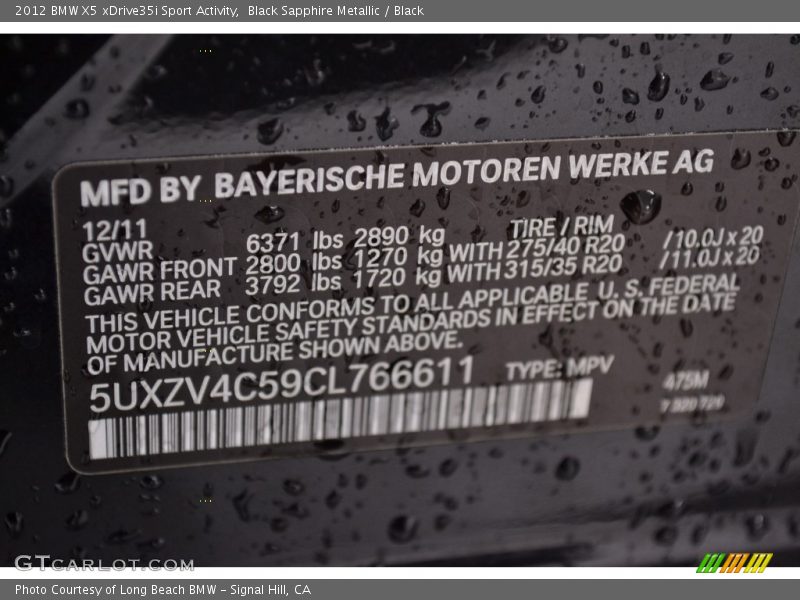 2012 BMW X5 xDrive35i Sport Activity, Black Sapphire Metallic / Black
MFD BY BAYERISCHE MOTOREN WERKE AG
12/11 TIRE / RIM
GVWR 6371 lbs 2890 kg
GAWR FRONT 2800 lbs 1270 kg WITH 275/40 R20 /10.0J x 20
GAWR REAR 3792 lbs 1720 kg WITH 315/35 R20 /11.0J x 20
THIS VEHICLE CONFORMS TO ALL APPLICABLE U.S. FEDERAL
MOTOR VEHICLE SAFETY STANDARDS IN EFFECT ON THE DATE
OF MANUFACTURE SHOWN ABOVE.
5UXZV4C59CL766611 TYPE: MPV
475M
GTCARLOT.COM
Photo Courtesy of Long Beach BMW - Signal Hill, CA